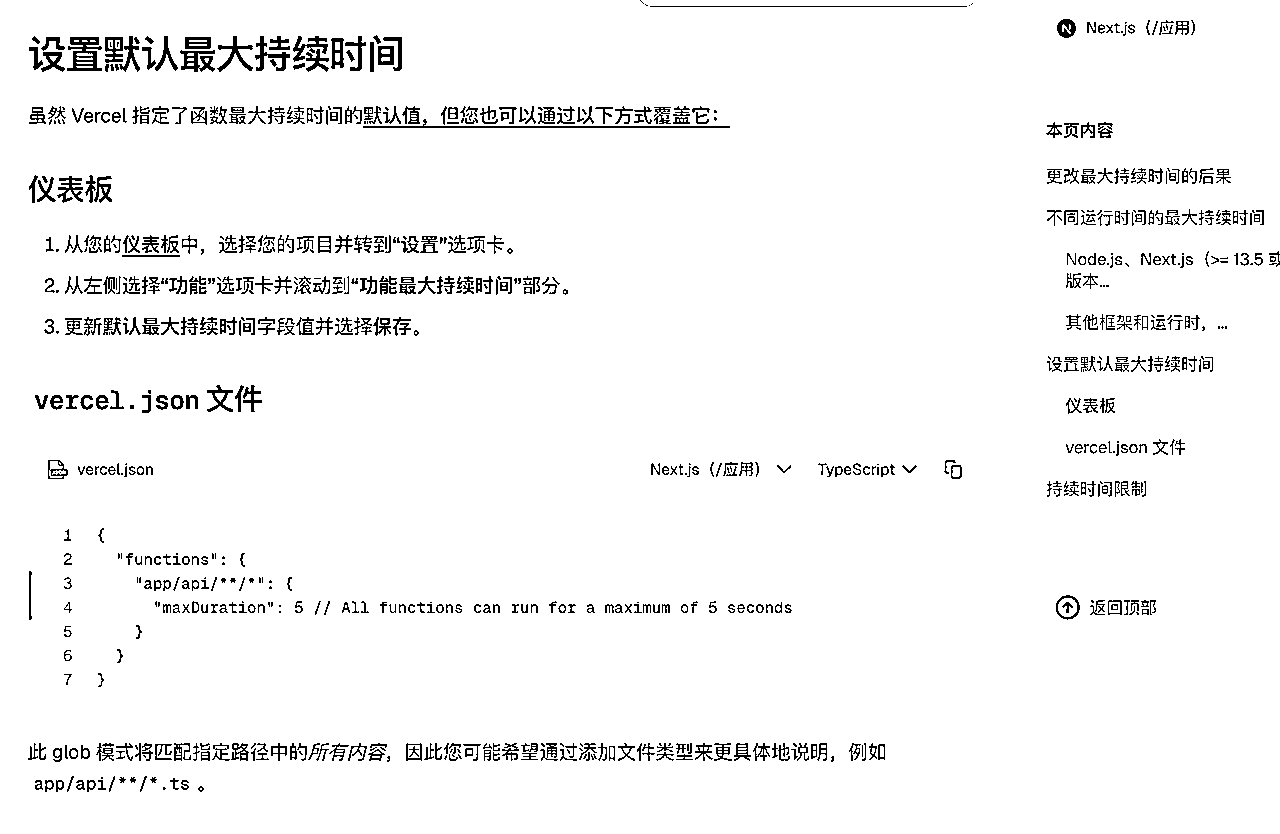 设置默认最大持续时间
虽然 Vercel 指定了函数最大持续时间的默认值，但您也可以通过以下方式覆盖它：
仪表板
1. 从您的仪表板中，选择您的项目并转到“设置”选项卡。
2. 从左侧选择“功能”选项卡并滚动到“功能最大持续时间”部分。
3. 更新默认最大持续时间字段值并选择保存。
vercel.json 文件
vercel.json
Next.js（/应用）
TypeScript
1 {
2 "functions": {
3 "app/api/**/*": {
4 "maxDuration": 5 // All functions can run for a maximum of 5 seconds
5 }
6 }
7 }
此 glob 模式将匹配指定路径中的所有内容，因此您可能希望通过添加文件类型来更具体地说明，例如
app/api/**/*.ts 。
Next.js（/应用）
本页内容
更改最大持续时间的后果
不同运行时间的最大持续时间
Node.js、Next.js（>= 13.5 或
版本...
其他框架和运行时，...
设置默认最大持续时间
仪表板
vercel.json 文件
持续时间限制
返回顶部